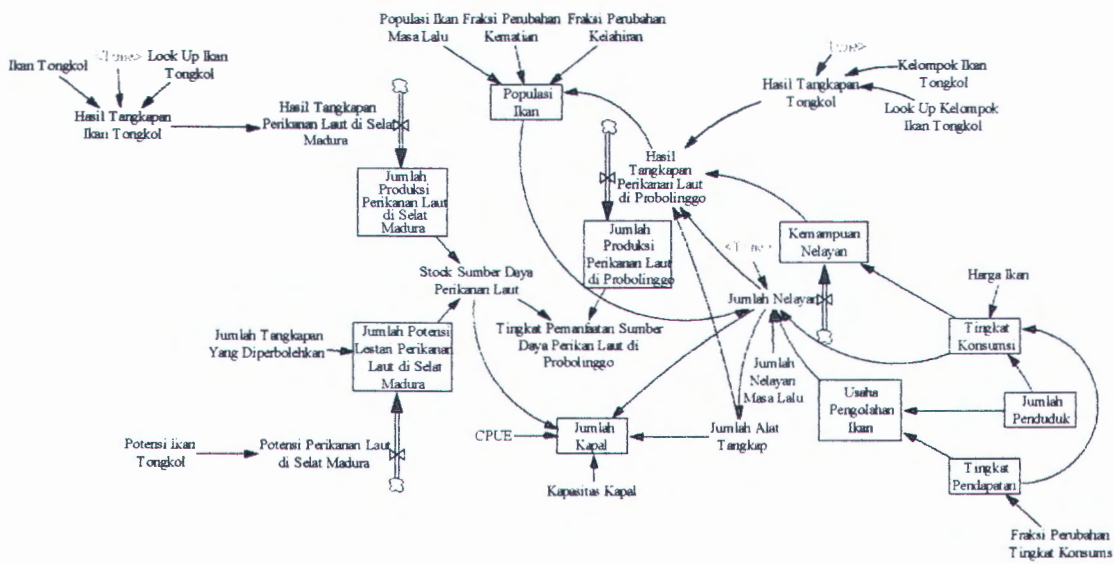 Populasi Ikan
Masa Lalu
Fraksi Perubahan
Kematian
Fraksi Perubahan
Kelahiran
Ikan Tongkol
<Time>
Look Up Ikan
Tongkol
Hasil Tangkapan
Ikan Tongkol
Hasil Tangkapan
Perikanan Laut di Selat
Madura
Populasi
Ikan
<Time>
Kelompok Ikan
Tongkol
Hasil Tangkapan
Tongkol
Look Up Kelompok
Ikan Tongkol
Hasil
Tangkapan
Perikanan Laut
di Probolinggo
Jumlah
Produksi
Perikanan Laut
di Selat
Madura
Jumlah
Produksi
Perikanan Laut
di Probolinggo
Kemampuan
Nelayan
<Time>
Stock Sumber Daya
Perikanan Laut
Jumlah Nelayan
Harga Ikan
Jumlah Tangkapan
Yang Diperbolehkan
Jumlah Potensi
Lestari Perikanan
Laut di Selat
Madura
Tingkat Pemanfaatan Sumber
Daya Perikan Laut di
Probolinggo
Tingkat
Konsumsi
Jumlah
Nelayan
Masa Lalu
Usaha
Pengolahan
Ikan
Jumlah
Penduduk
Potensi Ikan
Tongkol
Potensi Perikanan Laut
di Selat Madura
CPUE
Jumlah
Kapal
Jumlah Alat
Tangkap
Kapasitas Kapal
Tingkat
Pendapatan
Fraksi Perubahan
Tingkat Konsums